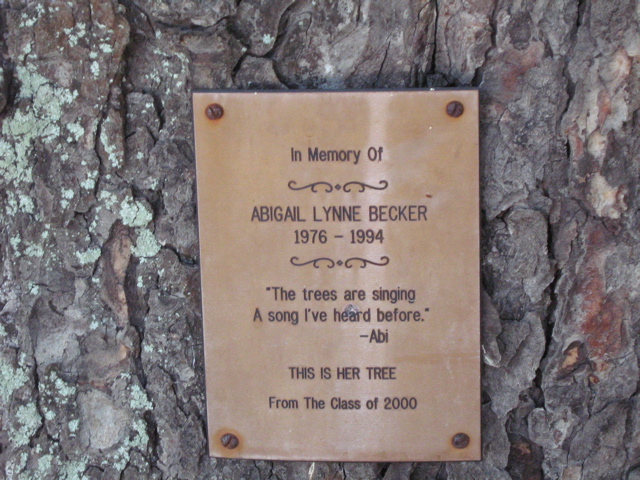 In Memory Of
ABIGAIL LYNNE BECKER
1976 – 1994
"The trees are singing
A song I've heard before."
–Abi
THIS IS HER TREE
From The Class of 2000